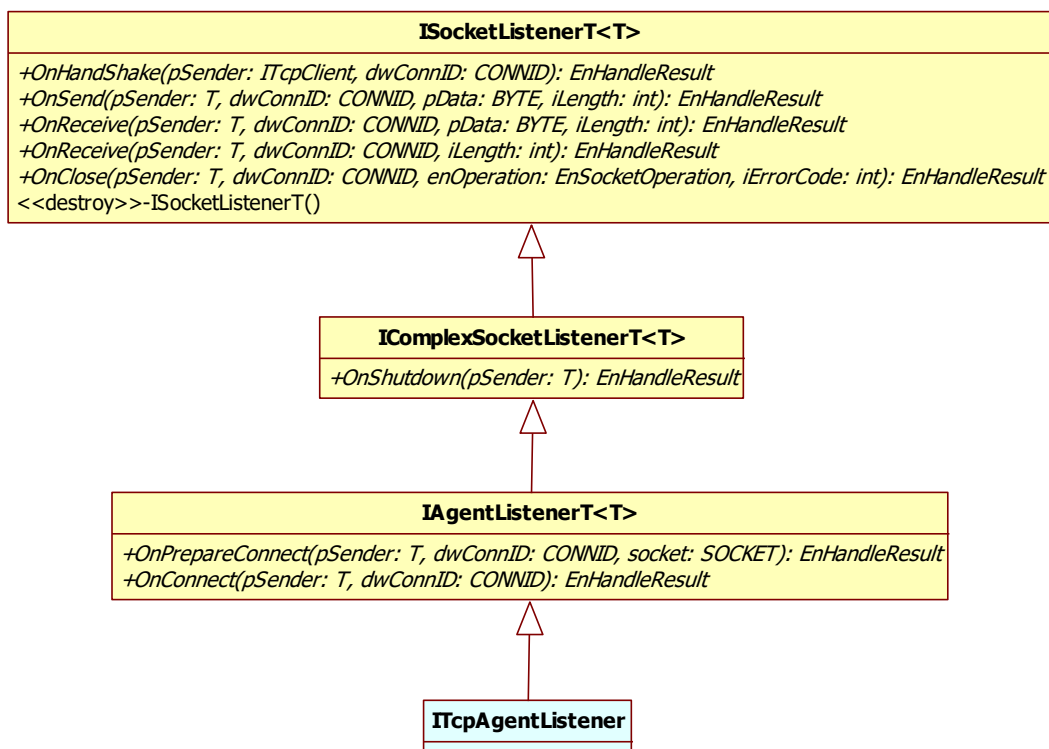 ISocketListenerT<T>
+OnHandShake(pSender: ITcpClient, dwConnID: CONNID): EnHandleResult
+OnSend(pSender: T, dwConnID: CONNID, pData: BYTE, iLength: int): EnHandleResult
+OnReceive(pSender: T, dwConnID: CONNID, pData: BYTE, iLength: int): EnHandleResult
+OnReceive(pSender: T, dwConnID: CONNID, iLength: int): EnHandleResult
+OnClose(pSender: T, dwConnID: CONNID, enOperation: EnSocketOperation, iErrorCode: int): EnHandleResult
<<destroy>>-ISocketListenerT()
IComplexSocketListenerT<T>
+OnShutdown(pSender: T): EnHandleResult
IAgentListenerT<T>
+OnPrepareConnect(pSender: T, dwConnID: CONNID, socket: SOCKET): EnHandleResult
+OnConnect(pSender: T, dwConnID: CONNID): EnHandleResult
ITcpAgentListener